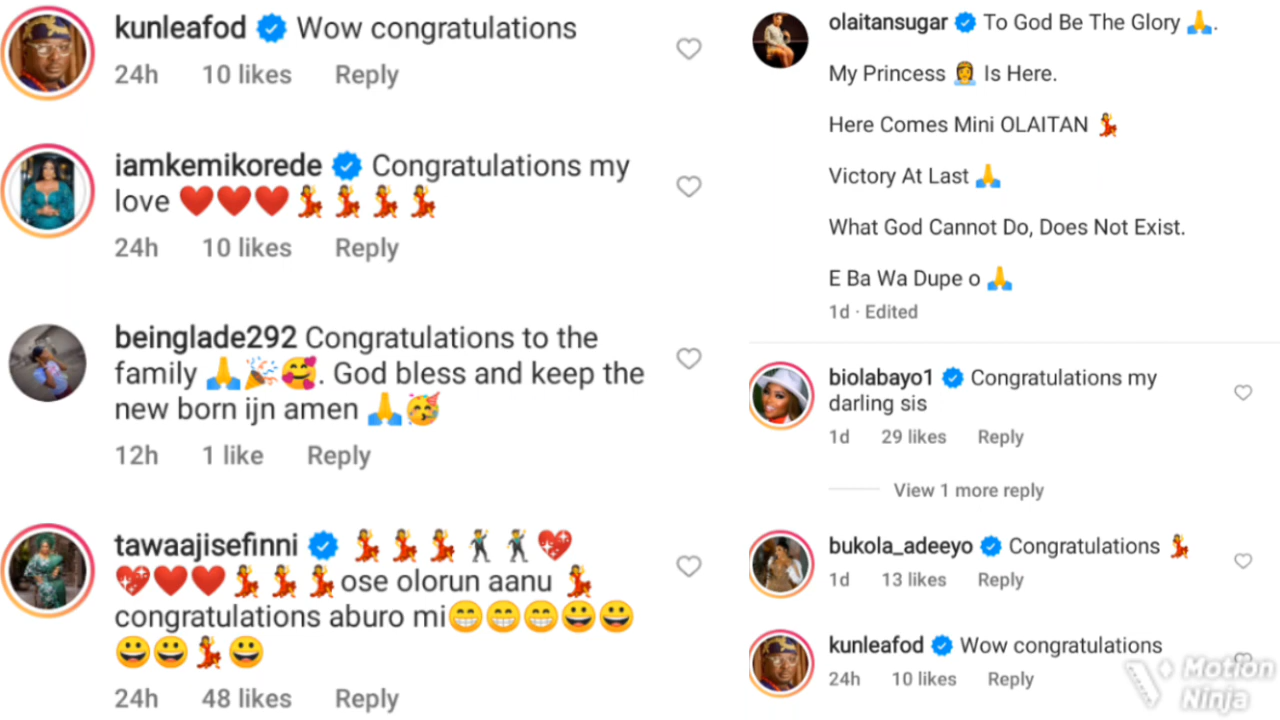 kunleafod Wow congratulations
24h 10 likes Reply
iamkemikorede Congratulations my
love ❤️❤️❤️💃💃💃💃
24h 10 likes Reply
beinglade292 Congratulations to the
family 🙏🎉🥰. God bless and keep the
new born ijn amen 🙏🥳
12h 1 like Reply
tawaajisefinni 💃💃💃🕺🕺💖
💖❤️❤️💃💃💃ose olorun aanu 💃
congratulations aburo mi😁😁😁😀😀
😀😀💃😀
24h 48 likes Reply
olaitansugar To God Be The Glory 🙏.
My Princess 👸 Is Here.
Here Comes Mini OLAITAN 💃
Victory At Last 🙏
What God Cannot Do, Does Not Exist.
E Ba Wa Dupe o 🙏
1d · Edited
biolabayo1 Congratulations my
darling sis
1d 29 likes Reply
View 1 more reply
bukola_adeeyo Congratulations 💃
1d 13 likes Reply
kunleafod Wow congratulations
24h 10 likes Reply
Motion
Ninja